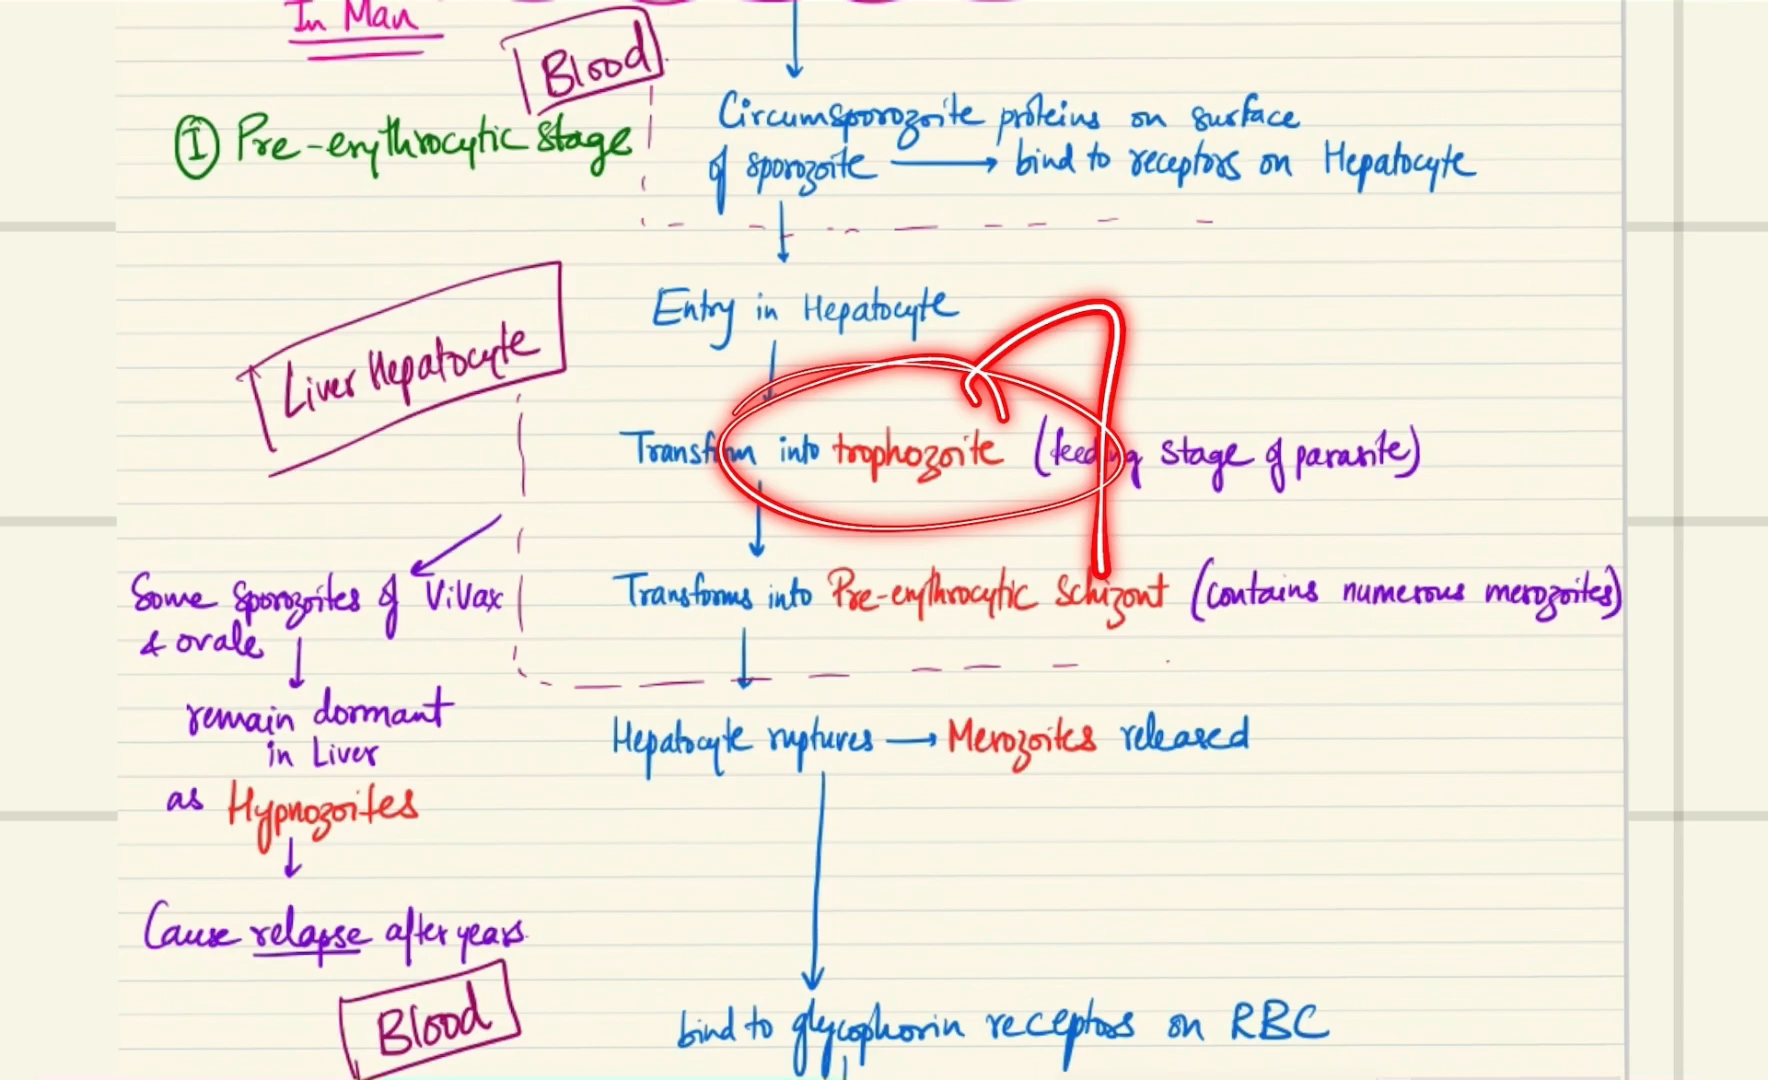 In Man
Blood
① Pre-erythrocytic stage
Circumsporozoite proteins on surface
of sporozoite → bind to receptors on Hepatocyte
Entry in Hepatocyte
Liver Hepatocyte
Transform into trophozoite (feeding stage of parasite)
Transforms into Pre-erythrocytic Schizont (contains numerous merozoites)
Some Sporozoites of Vivax
& ovale
remain dormant
in Liver
as Hypnozoites
Cause relapse after years.
Hepatocyte ruptures → Merozoites released
Blood
bind to glycophorin receptors on RBC